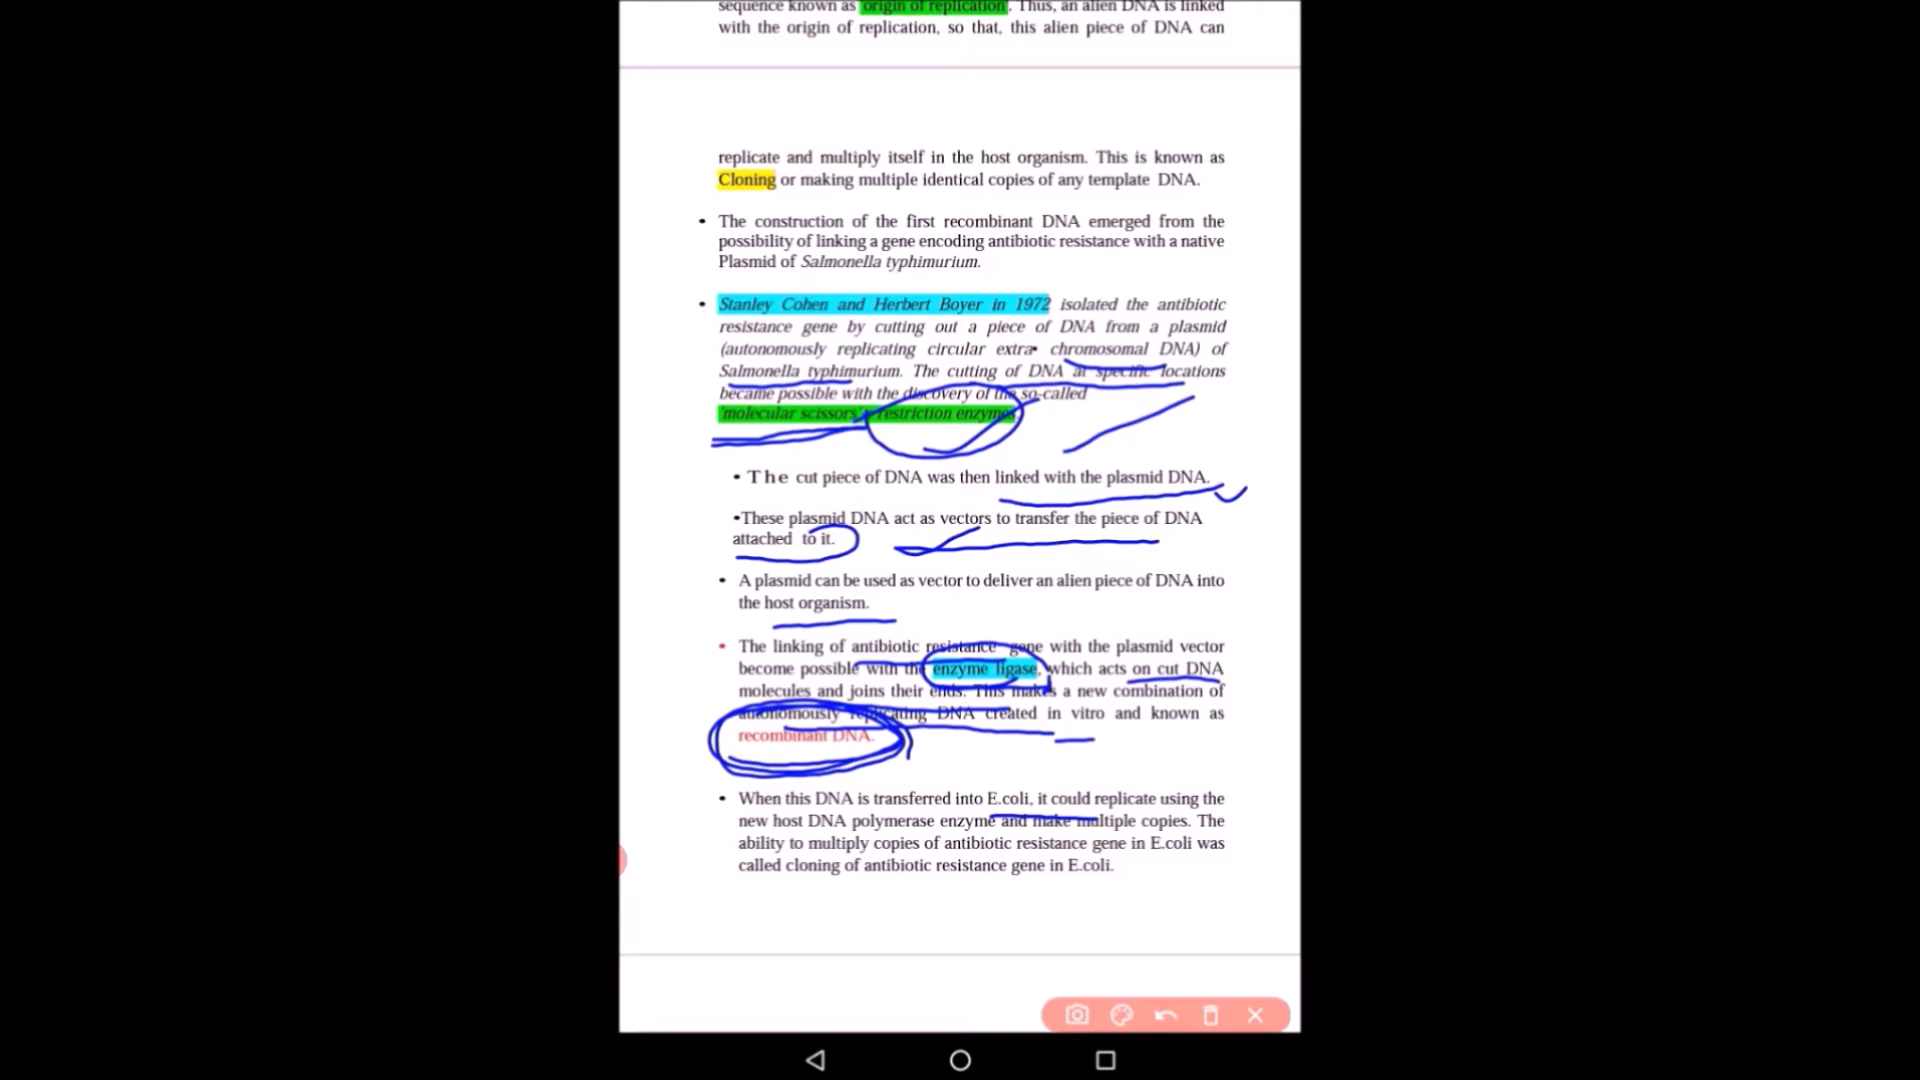 sequence known as 'origin of replication'. Thus, an alien DNA is linked
with the origin of replication, so that, this alien piece of DNA can
replicate and multiply itself in the host organism. This is known as
Cloning or making multiple identical copies of any template DNA.
• The construction of the first recombinant DNA emerged from the
possibility of linking a gene encoding antibiotic resistance with a native
Plasmid of Salmonella typhimurium.
• Stanley Cohen and Herbert Boyer in 1972 isolated the antibiotic
resistance gene by cutting out a piece of DNA from a plasmid
(autonomously replicating circular extra• chromosomal DNA) of
Salmonella typhimurium. The cutting of DNA at specific locations
became possible with the discovery of the so-called
'molecular scissors' restriction enzymes
• The cut piece of DNA was then linked with the plasmid DNA.
•These plasmid DNA act as vectors to transfer the piece of DNA
attached to it.
• A plasmid can be used as vector to deliver an alien piece of DNA into
the host organism.
• The linking of antibiotic resistance gene with the plasmid vector
become possible with the enzyme ligase, which acts on cut DNA
molecules and joins their ends. This makes a new combination of
autonomously replicating DNA created in vitro and known as
recombinant DNA.
• When this DNA is transferred into E.coli, it could replicate using the
new host DNA polymerase enzyme and make multiple copies. The
ability to multiply copies of antibiotic resistance gene in E.coli was
called cloning of antibiotic resistance gene in E.coli.